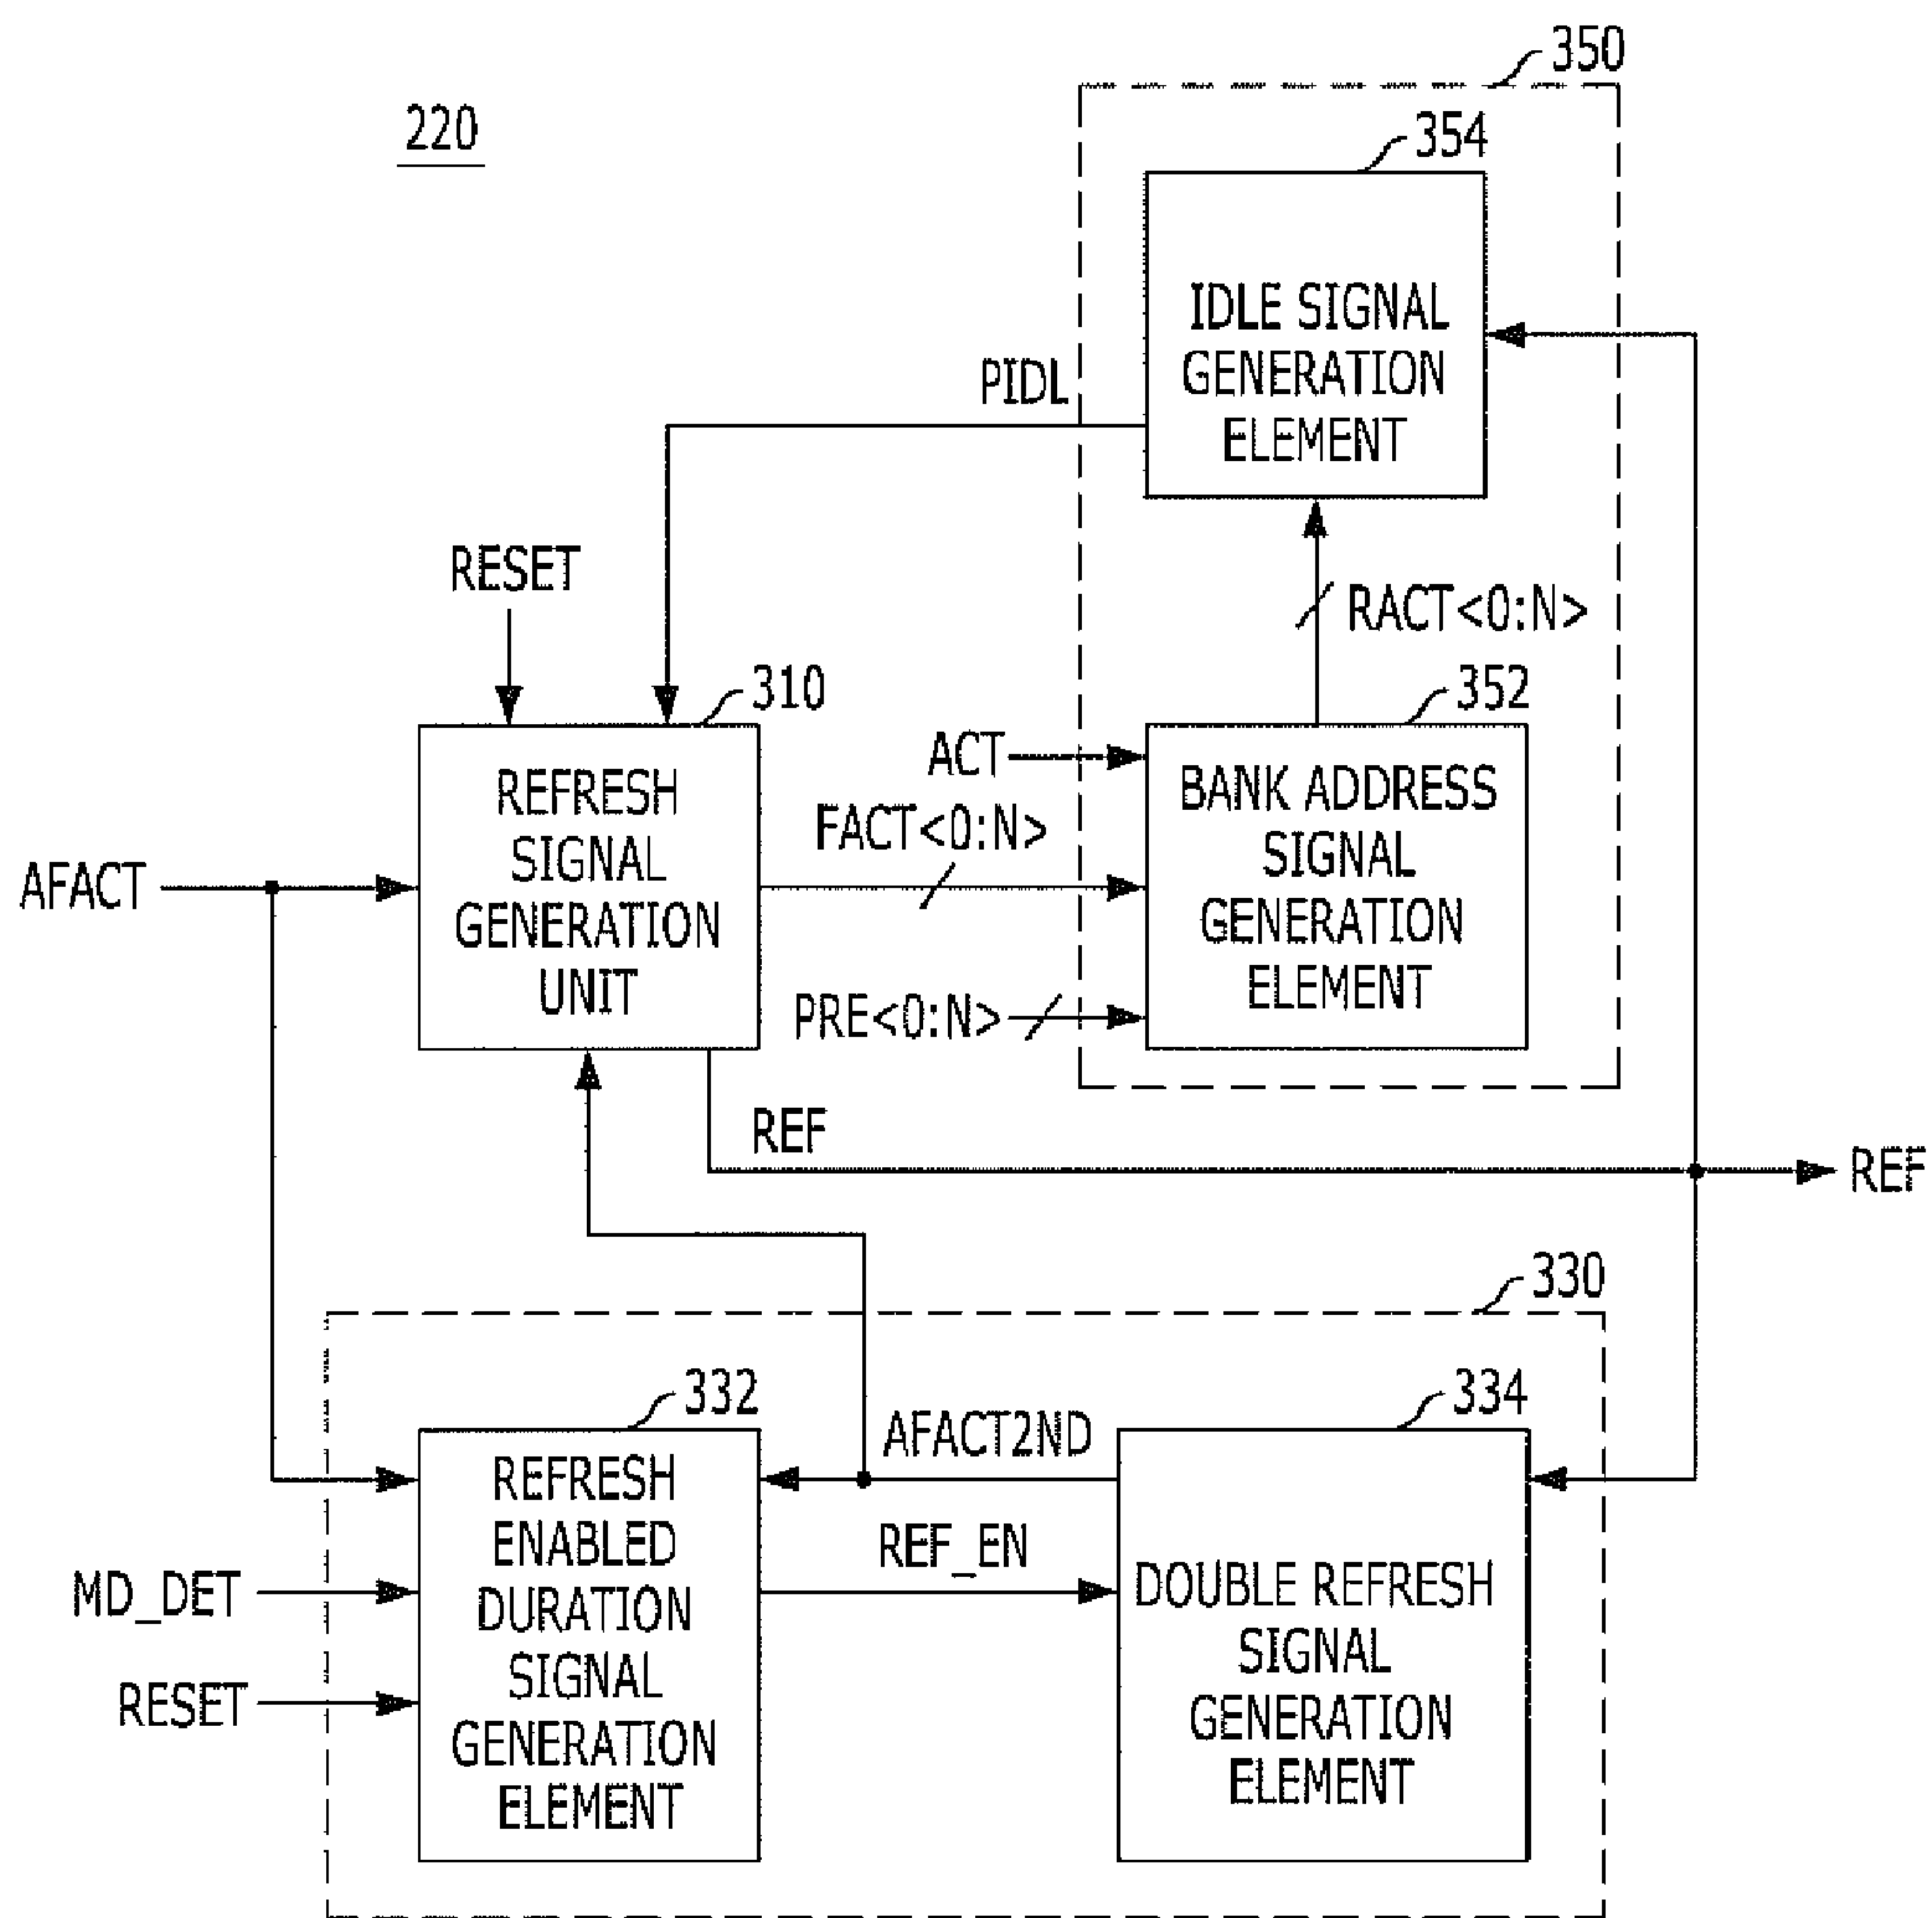 350
220
354
IDLE SIGNAL
GENERATION
ELEMENT
PIDL
RESET
RACT<0:N>
310
352
REFRESH
SIGNAL
GENERATION
UNIT
ACT
FACT<0:N>
PRE<0:N>
BANK ADDRESS
SIGNAL
GENERATION
ELEMENT
AFACT
REF
REF
330
332
334
REFRESH
ENABLED
DURATION
SIGNAL
GENERATION
ELEMENT
AFACT2ND
REF_EN
DOUBLE REFRESH
SIGNAL
GENERATION
ELEMENT
MD_DET
RESET